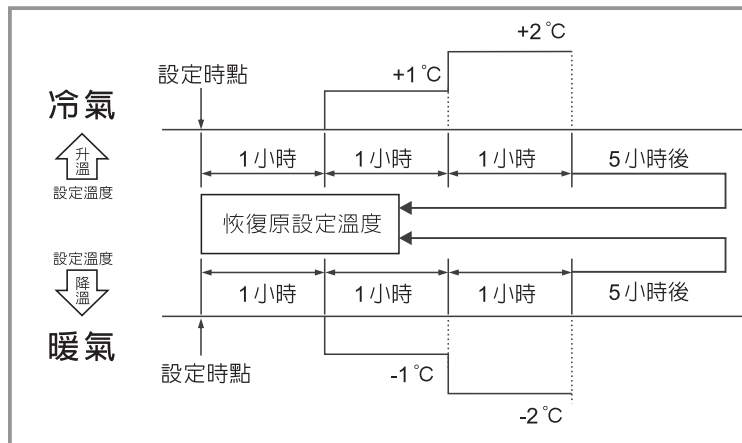 +2°C
+1°C
設定時點
冷氣
升溫
設定溫度
1小時 1小時 1小時 5小時後
恢復原設定溫度
設定溫度
降溫
1小時 1小時 1小時 5小時後
暖氣
設定時點
-1°C
-2°C